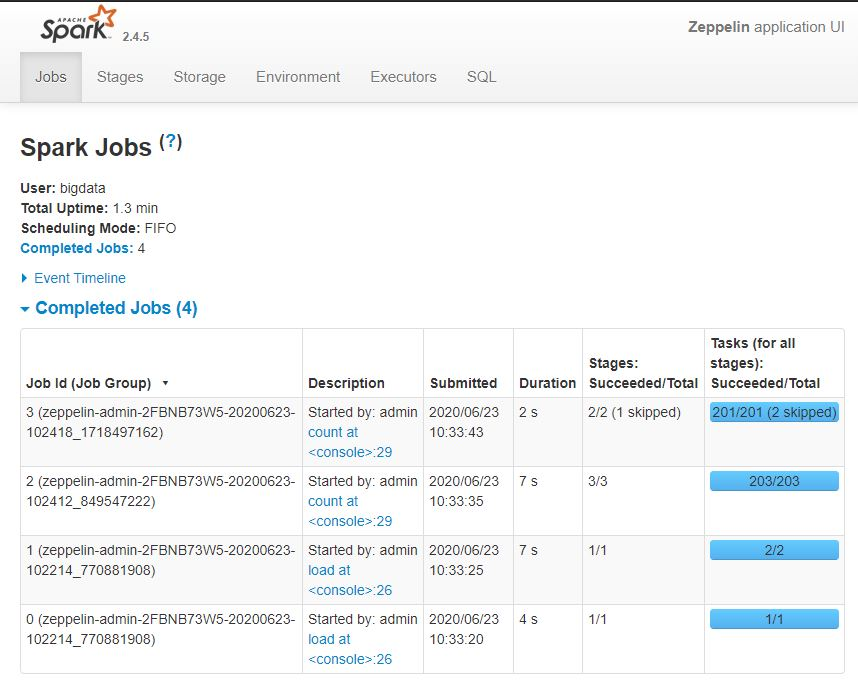 APACHE
Spark 2.4.5
Zeppelin application UI
Jobs Stages Storage Environment Executors SQL
Spark Jobs (?)
User: bigdata
Total Uptime: 1.3 min
Scheduling Mode: FIFO
Completed Jobs: 4
Event Timeline
Completed Jobs (4)
Job Id (Job Group) ▾
Description
Submitted
Duration
Stages:
Succeeded/Total
Tasks (for all
stages):
Succeeded/Total
3 (zeppelin-admin-2FBNB73W5-20200623-
102418_1718497162)
Started by: admin
count at
<console>:29
2020/06/23
10:33:43
2 s
2/2 (1 skipped)
201/201 (2 skipped)
2 (zeppelin-admin-2FBNB73W5-20200623-
102412_849547222)
Started by: admin
count at
<console>:29
2020/06/23
10:33:35
7 s
3/3
203/203
1 (zeppelin-admin-2FBNB73W5-20200623-
102214_770881908)
Started by: admin
load at
<console>:26
2020/06/23
10:33:25
7 s
1/1
2/2
0 (zeppelin-admin-2FBNB73W5-20200623-
102214_770881908)
Started by: admin
load at
<console>:26
2020/06/23
10:33:20
4 s
1/1
1/1